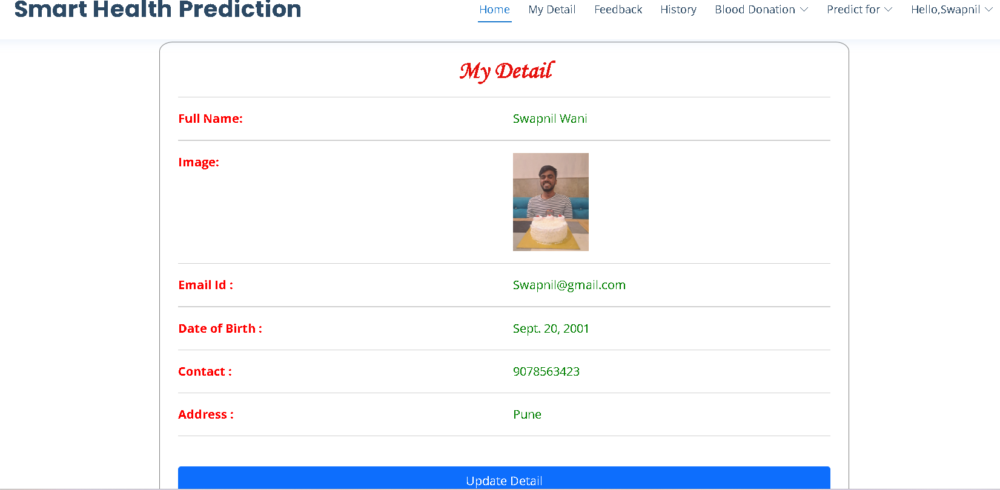 Smart Health Prediction
Home My Detail Feedback History Blood Donation Predict for Hello,Swapnil
My Detail
Full Name: Swapnil Wani
Image:
Email Id : Swapnil@gmail.com
Date of Birth : Sept. 20, 2001
Contact : 9078563423
Address : Pune
Update Detail